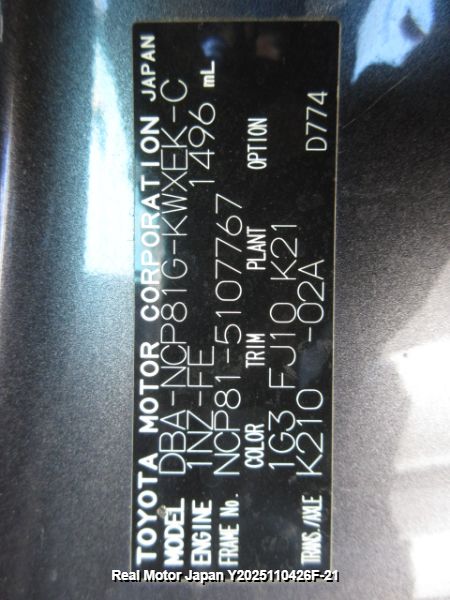 TOYOTA MOTOR CORPORATION JAPAN
MODEL DBA-NCP81G-KWXEK-C
ENGINE 1NZ-FE 1496 mL
FRAME No. NCP81-5107767
COLOR TRIM PLANT OPTION
1G3 FJ10 K21
TRANS./AXLE K210 -02A D774
Real Motor Japan Y2025110426F-21